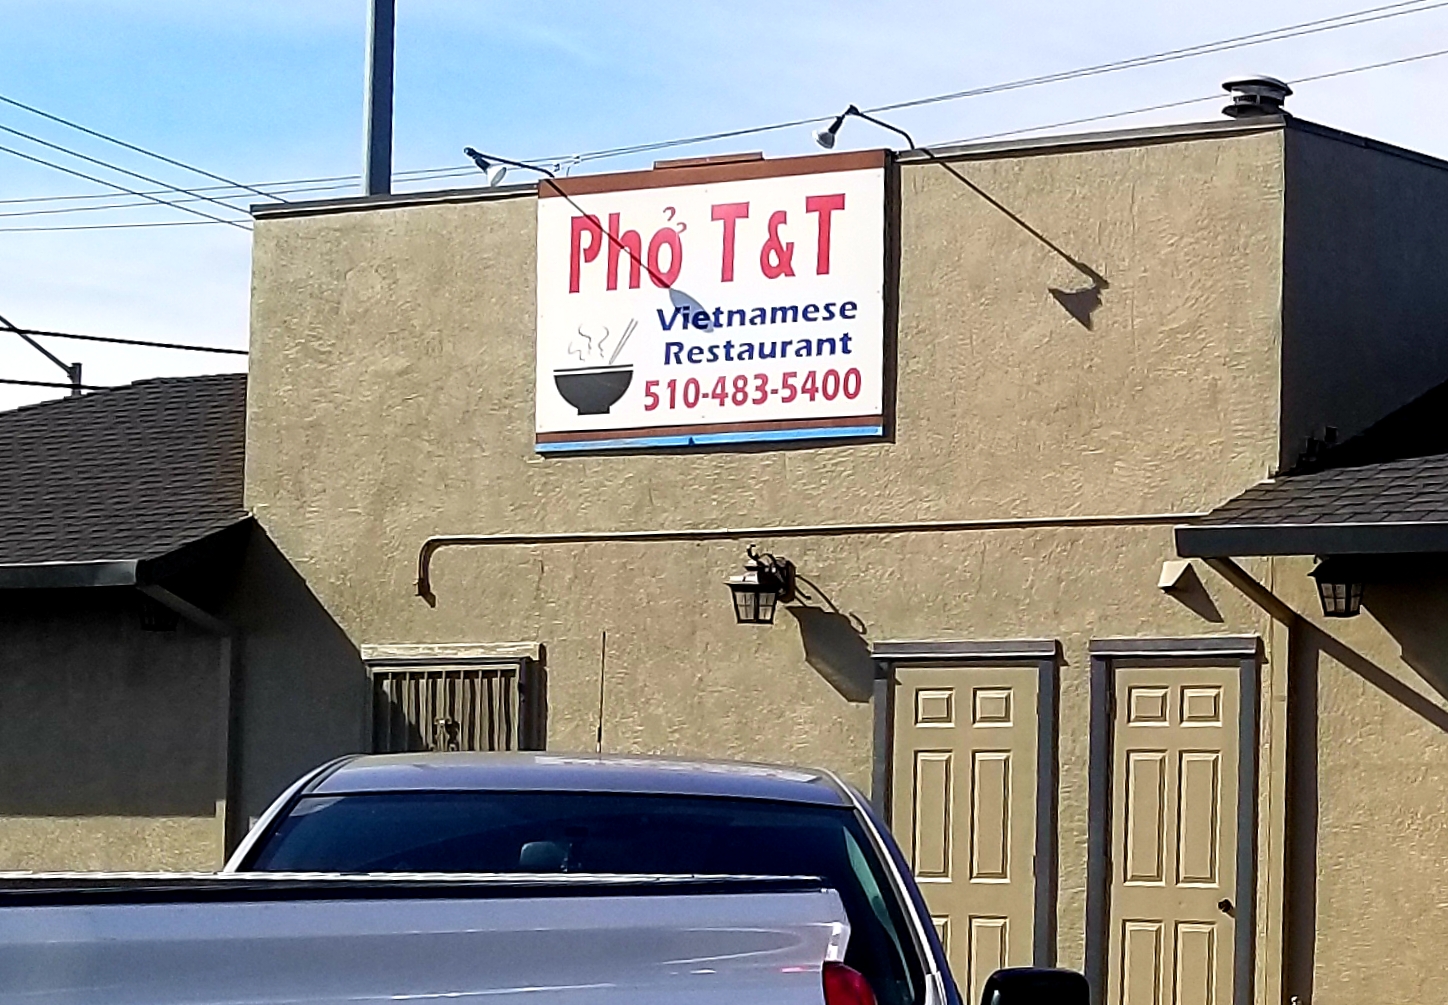 Phở T&T
Vietnamese
Restaurant
510-483-5400